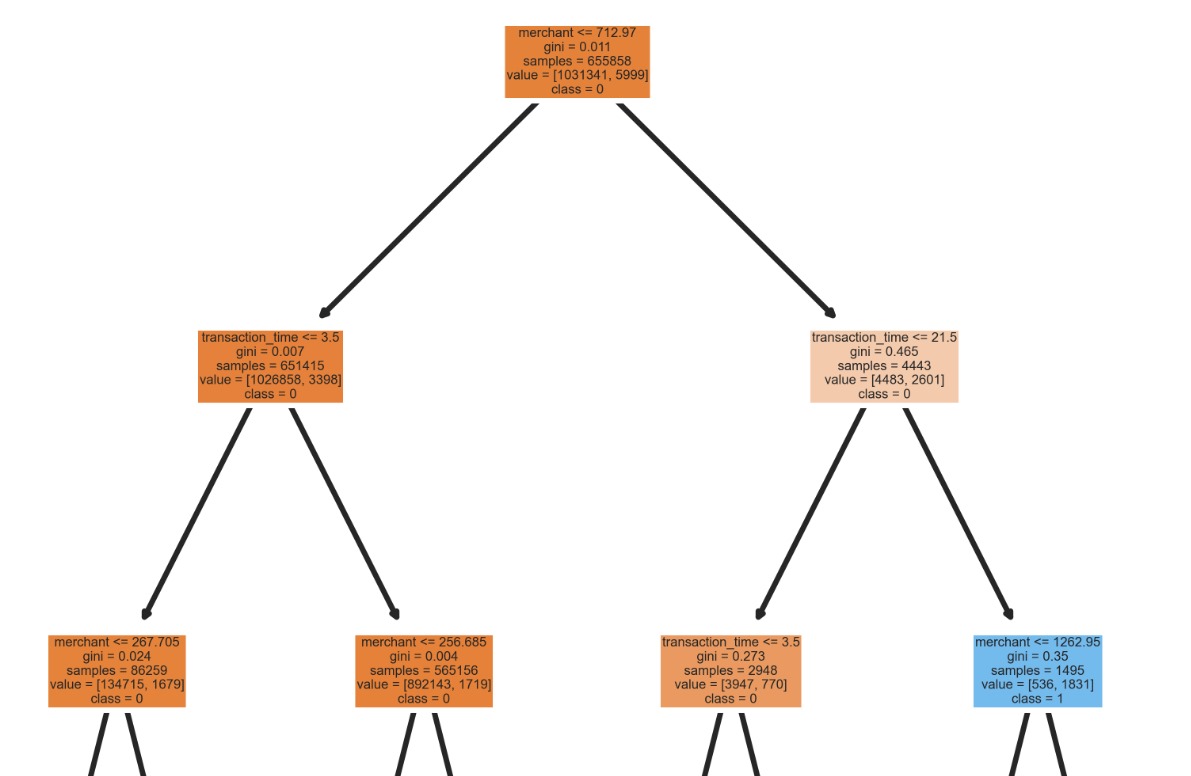 merchant <= 712.97
gini = 0.011
samples = 655858
value = [1031341, 5999]
class = 0
transaction_time <= 3.5
gini = 0.007
samples = 651415
value = [1026858, 3398]
class = 0
transaction_time <= 21.5
gini = 0.465
samples = 4443
value = [4483, 2601]
class = 0
merchant <= 267.705
gini = 0.024
samples = 86259
value = [134715, 1679]
class = 0
merchant <= 256.685
gini = 0.004
samples = 565156
value = [892143, 1719]
class = 0
transaction_time <= 3.5
gini = 0.273
samples = 2948
value = [3947, 770]
class = 0
merchant <= 1262.95
gini = 0.35
samples = 1495
value = [536, 1831]
class = 1